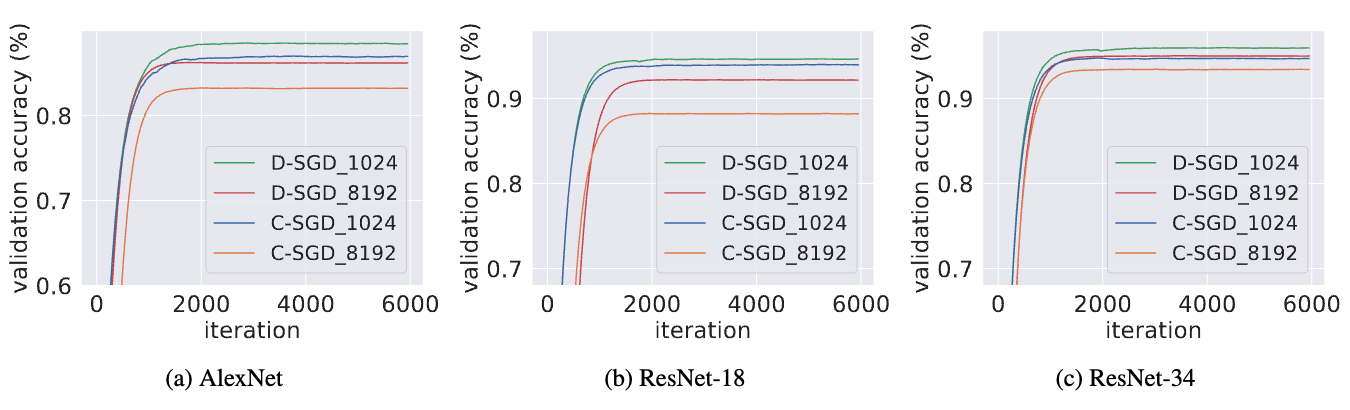 validation accuracy (%)
0.8
0.7
0.6
D-SGD_1024
D-SGD_8192
C-SGD_1024
C-SGD_8192
0 2000 4000 6000
iteration
(a) AlexNet
validation accuracy (%)
0.9
0.8
0.7
D-SGD_1024
D-SGD_8192
C-SGD_1024
C-SGD_8192
0 2000 4000 6000
iteration
(b) ResNet-18
validation accuracy (%)
0.9
0.8
0.7
D-SGD_1024
D-SGD_8192
C-SGD_1024
C-SGD_8192
0 2000 4000 6000
iteration
(c) ResNet-34